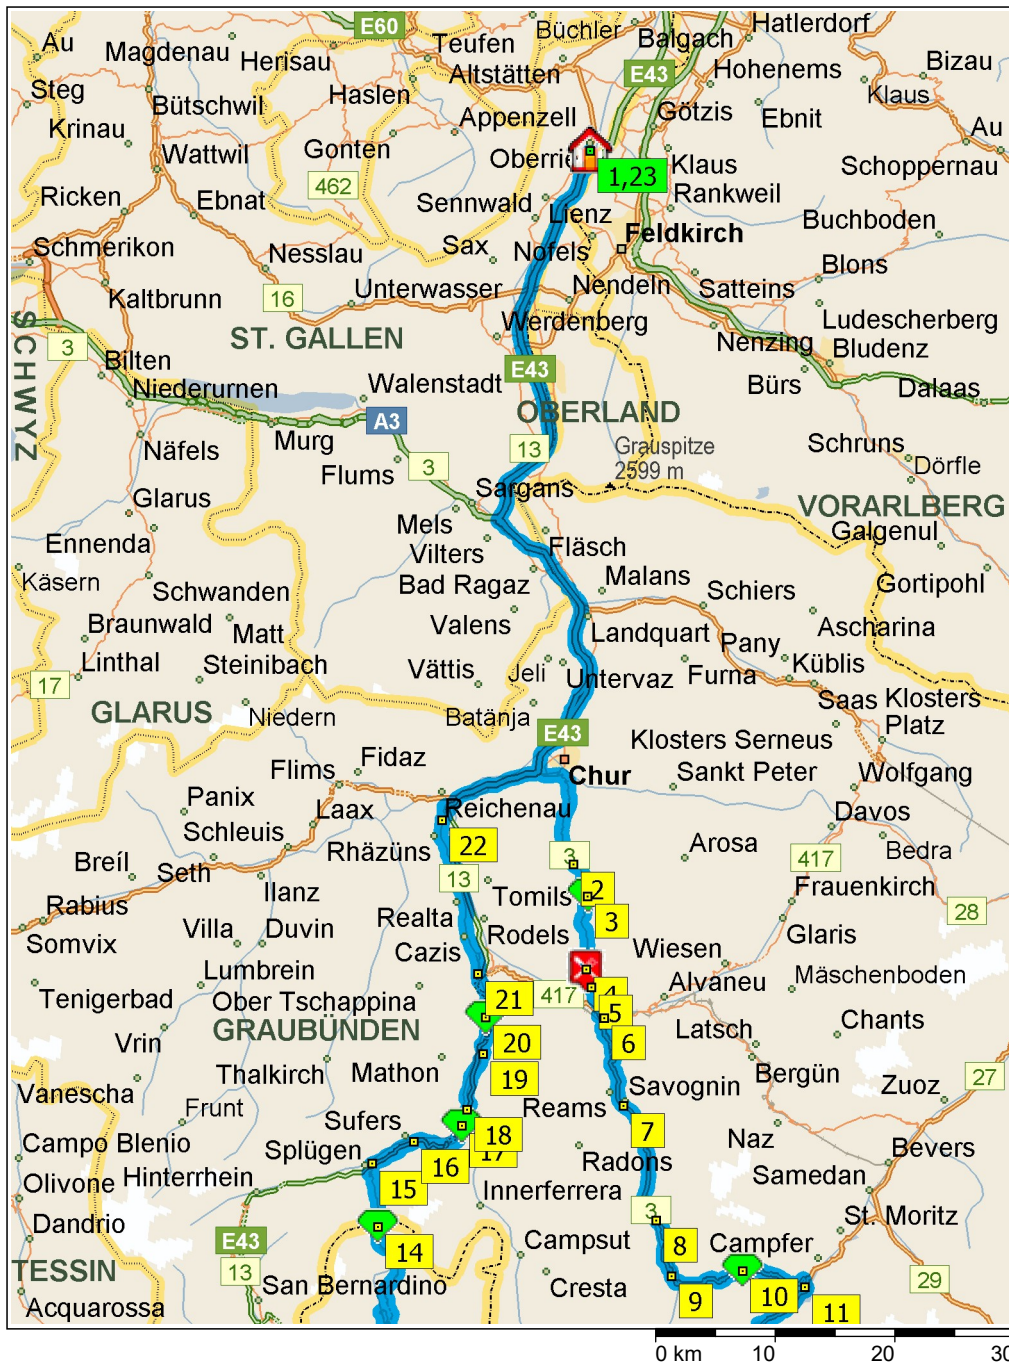 E60
Büchler
Hatlerdorf
Au
Magdenau
Herisau
Teufen
Balgach
Altstätten
E43
Hohenems
Bizau
Steg
Bütschwil
Haslen
Klaus
Krinau
Appenzell
Götzis
Ebnit
Au
Wattwil
Gonten
Oberrie
Klaus
Schoppernau
462
1,23
Ricken
Ebnat
Sennwald
Rankweil
Lienz
Buchboden
Schmerikon
Nesslau
Sax
Nofels
Feldkirch
Blons
Kaltbrunn
16
Unterwasser
Nendeln
Satteins
SCHWYZ
3
ST. GALLEN
Werdenberg
Ludescherberg
Nenzing
Bludenz
Bilten
E43
Niederurnen
Walenstadt
Bürs
Dalaas
A3
OBERLAND
Näfels
Murg
13
Grauspitze
2599 m
Schruns
Flums
3
Dörfle
Glarus
Sargans
VORARLBERG
Mels
Galgenul
Ennenda
Vilters
Fläsch
Käsern
Schwanden
Bad Ragaz
Malans
Schiers
Gortipohl
Braunwald
Matt
Valens
Landquart
Pany
Ascharina
Linthal
Steinibach
Vättis
Jeli
Untervaz
Furna
Küblis
17
Saas
Klosters
Platz
GLARUS
Niedern
Batänja
E43
Klosters Serneus
Fidaz
Flims
Chur
Sankt Peter
Wolfgang
Panix
Laax
Reichenau
Davos
Schleuis
Rhäzüns
22
3
Arosa
417
Bedra
Breíl
Seth
13
Tomils
2
Frauenkirch
Rabius
Ilanz
Realta
3
28
Somvix
Villa
Duvin
Cazis
Rodels
Wiesen
Glaris
Lumbrein
Alvaneu
Mäschenboden
Tenigerbad
Ober Tschappina
21
417
4
5
GRAUBÜNDEN
20
6
Latsch
Chants
Vrin
Thalkirch
Mathon
19
Savognin
Bergün
Zuoz
27
Vanescha
Frunt
Sufers
Reams
18
17
7
Naz
Bevers
Campo Blenio
Splügen
16
Radons
Samedan
Olivone
Hinterrhein
15
Innerferrera
3
Dandrio
E43
14
Campsut
8
Campfer
St. Moritz
TESSIN
13
San Bernardino
Cresta
9
10
11
29
Acquarossa
0 km
10
20
30